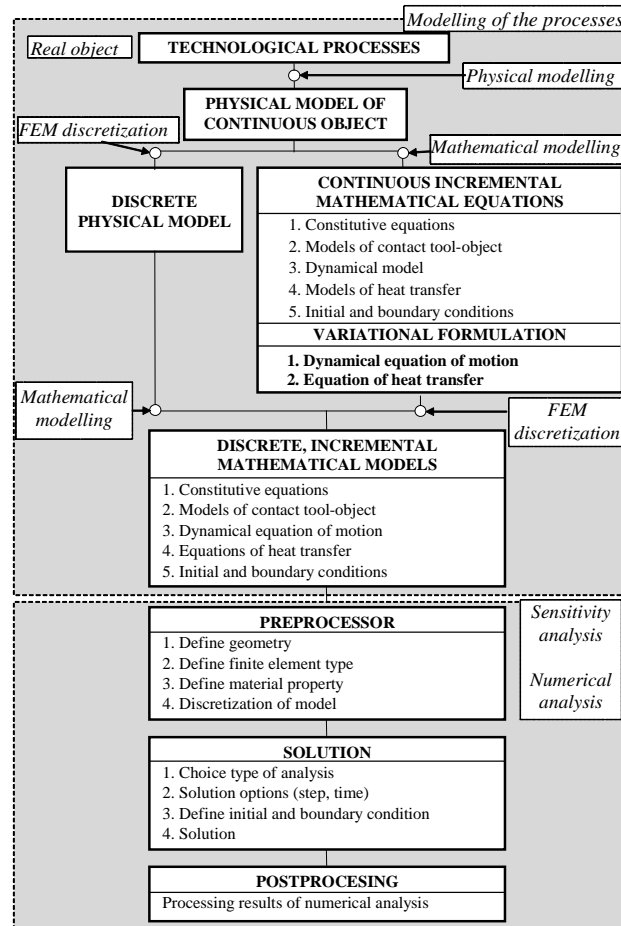 Modelling of the processes
Real object
TECHNOLOGICAL PROCESSES
Physical modelling
PHYSICAL MODEL OF
CONTINUOUS OBJECT
FEM discretization
Mathematical modelling
DISCRETE
PHYSICAL MODEL
CONTINUOUS INCREMENTAL
MATHEMATICAL EQUATIONS
1. Constitutive equations
2. Models of contact tool-object
3. Dynamical model
4. Models of heat transfer
5. Initial and boundary conditions
VARIATIONAL FORMULATION
1. Dynamical equation of motion
2. Equation of heat transfer
Mathematical
modelling
FEM
discretization
DISCRETE, INCREMENTAL
MATHEMATICAL MODELS
1. Constitutive equations
2. Models of contact tool-object
3. Dynamical equation of motion
4. Equations of heat transfer
5. Initial and boundary conditions
PREPROCESSOR
1. Define geometry
2. Define finite element type
3. Define material property
4. Discretization of model
Sensitivity
analysis
Numerical
analysis
SOLUTION
1. Choice type of analysis
2. Solution options (step, time)
3. Define initial and boundary condition
4. Solution
POSTPROCESING
Processing results of numerical analysis